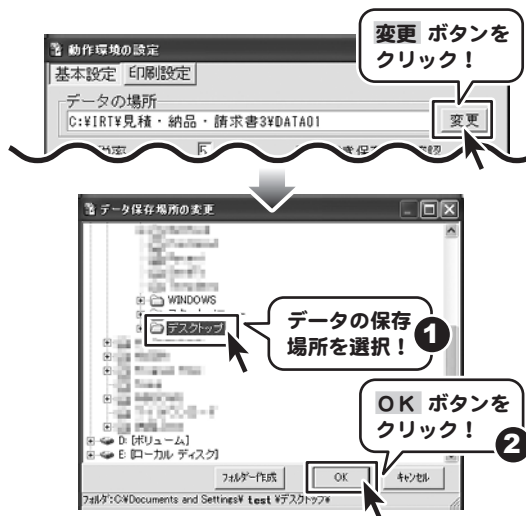 変更 ボタンを
クリック！
動作環境の設定
基本設定 印刷設定
データの場所
C:¥IRT¥見積・納品・請求書3¥DATA01
変更
データ保存場所の変更
WINDOWS
デスクトップ
データの保存
場所を選択！
1
OK ボタンを
クリック！
2
D: [ボリューム]
E: [ローカル ディスク]
フォルダー作成 OK キャンセル
フォルダ:C¥Documents and Settings¥ test ¥デスクトップ¥